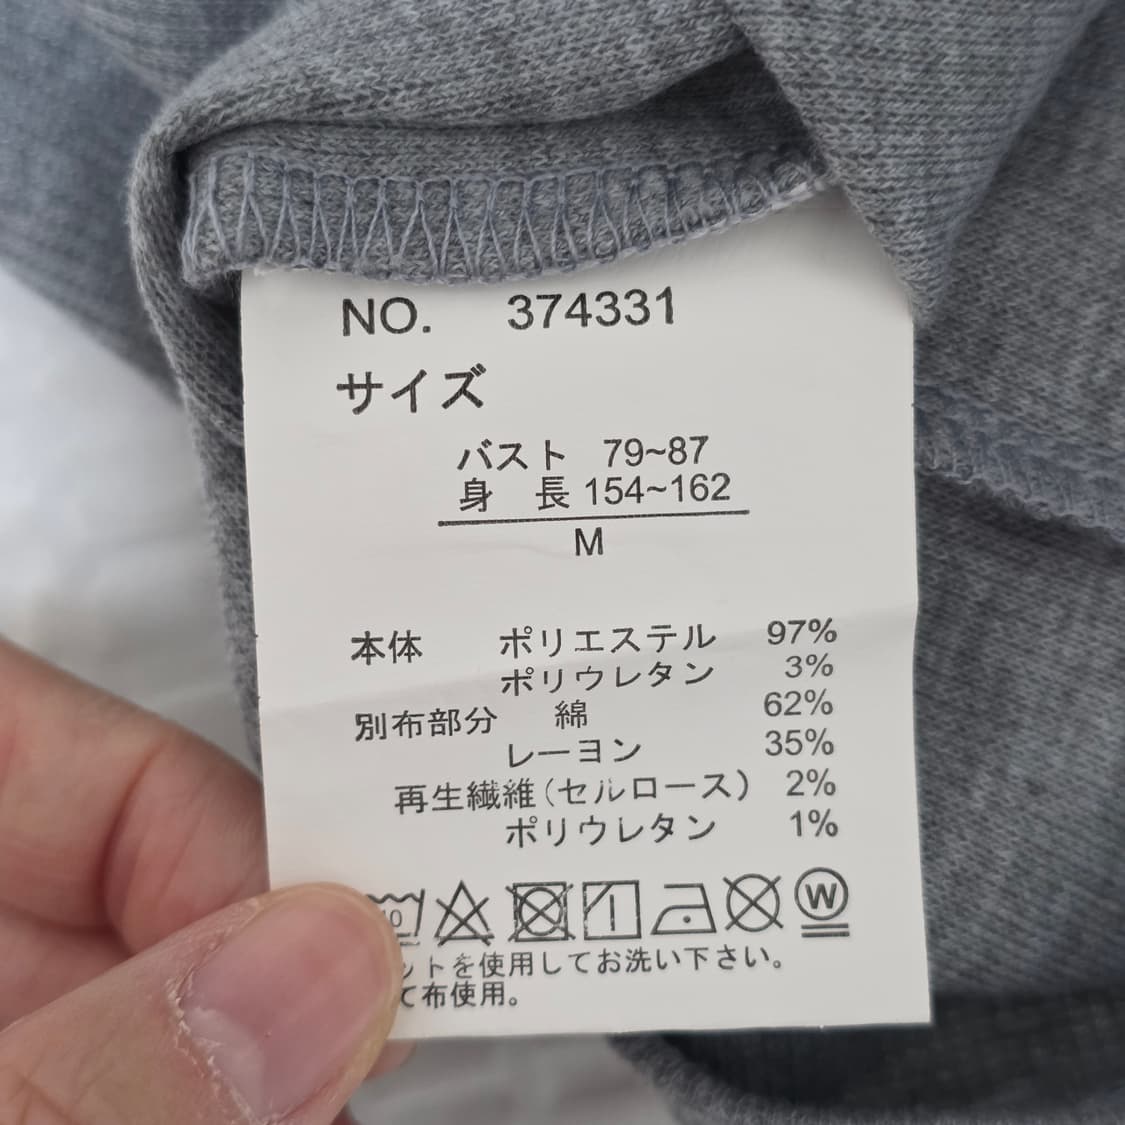 NO. 374331
サイズ
バスト 79~87
身 長 154~162
M
本体 ポリエステル 97%
ポリウレタン 3%
別布部分 綿 62%
レーヨン 35%
再生繊維(セルロース) 2%
ポリウレタン 1%
W
ットを使用してお洗い下さい。
て布使用。